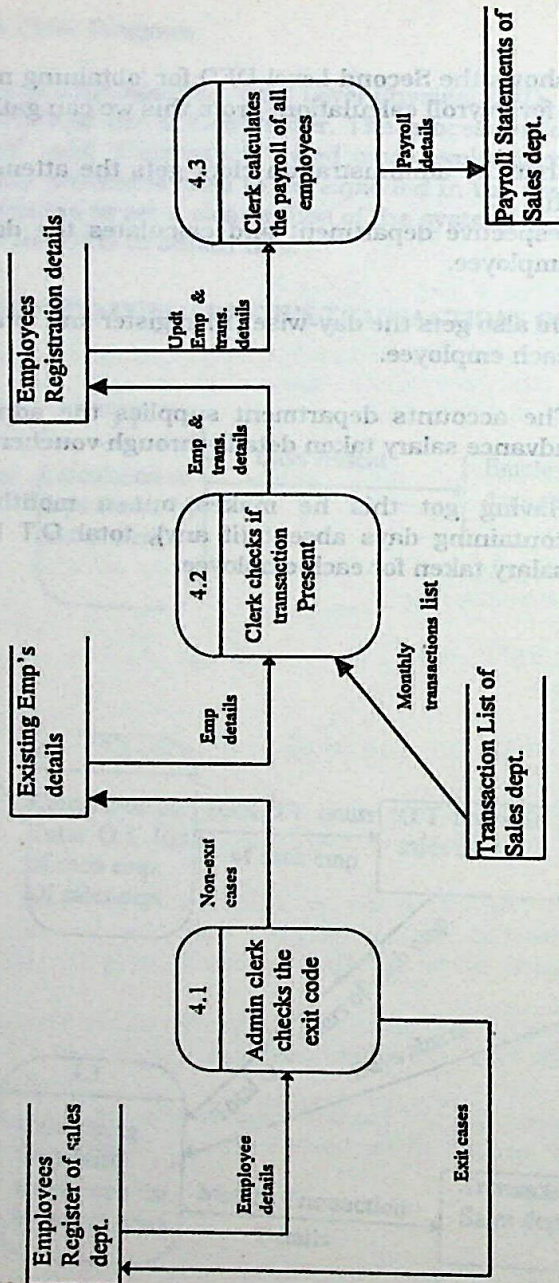 Employees
Register of sales
dept.
Employee
details
Exit cases
4.1
Admin clerk
checks the
exit code
Non-exit
cases
Existing Emp's
details
Emp
details
Transaction List of
Sales dept.
Monthly
transactions list
4.2
Clerk checks if
transaction
Present
Emp. &
trans.
details
Employees
Registration details
Updt
Emp &
trans.
details
4.3
Clerk calculates
the payroll of all
employees
Payroll
details
Payroll Statements of
Sales dept.